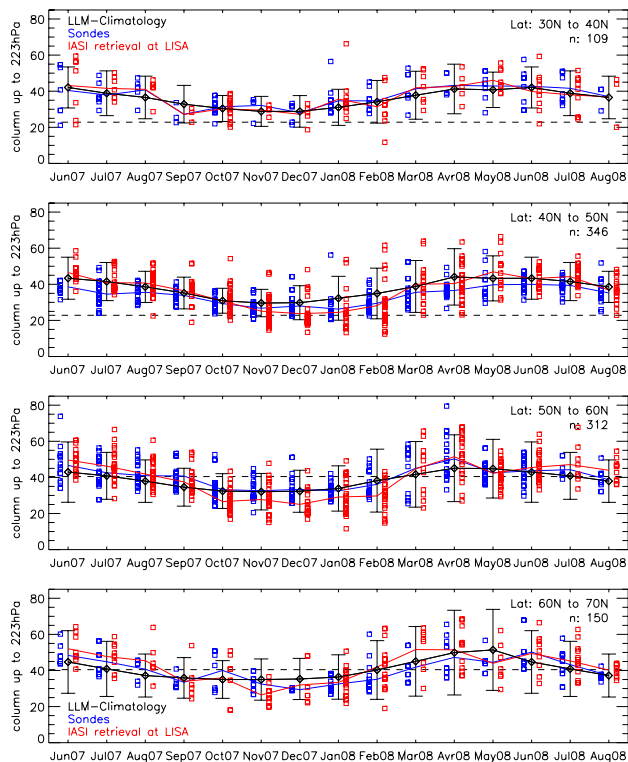 LLM-Climatology
Sondes
IASI retrieval at LISA
Lat: 30N to 40N
n: 109
column up to 223hPa
80
60
40
20
0
Jun07 Jul07 Aug07 Sep07 Oct07 Nov07 Dec07 Jan08 Feb08 Mar08 Avr08 May08 Jun08 Jul08 Aug08
Lat: 40N to 50N
n: 346
column up to 223hPa
80
60
40
20
0
Jun07 Jul07 Aug07 Sep07 Oct07 Nov07 Dec07 Jan08 Feb08 Mar08 Avr08 May08 Jun08 Jul08 Aug08
Lat: 50N to 60N
n: 312
column up to 223hPa
80
60
40
20
0
Jun07 Jul07 Aug07 Sep07 Oct07 Nov07 Dec07 Jan08 Feb08 Mar08 Avr08 May08 Jun08 Jul08 Aug08
Lat: 60N to 70N
n: 150
column up to 223hPa
80
60
40
20
0
LLM-Climatology
Sondes
IASI retrieval at LISA
Jun07 Jul07 Aug07 Sep07 Oct07 Nov07 Dec07 Jan08 Feb08 Mar08 Avr08 May08 Jun08 Jul08 Aug08